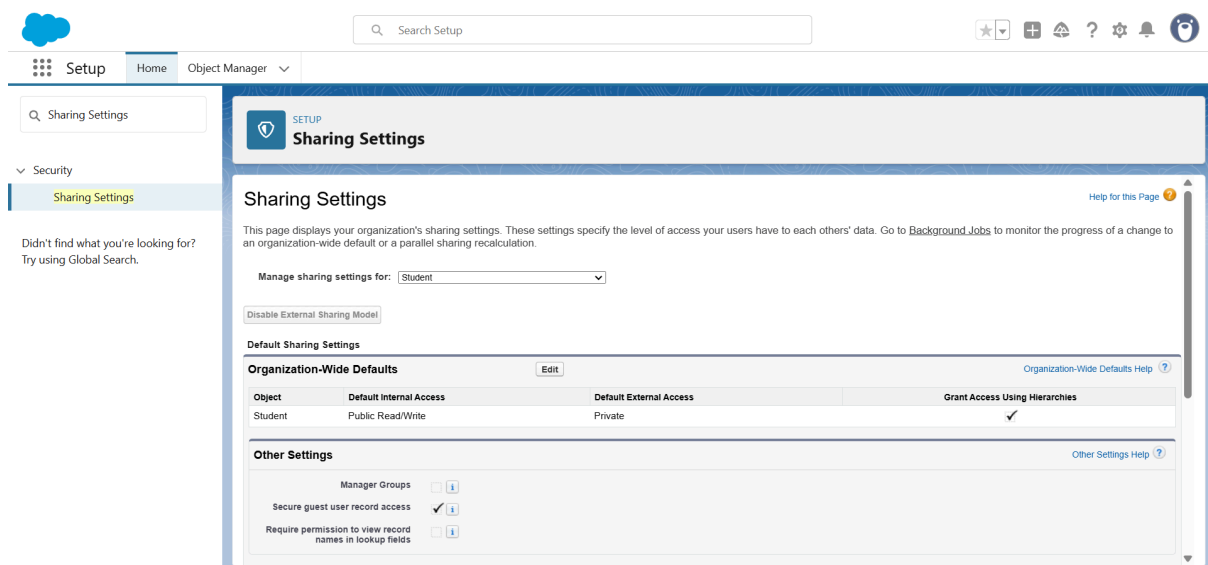 Search Setup
Setup
Home
Object Manager
Sharing Settings
Security
Sharing Settings
Didn't find what you're looking for?
Try using Global Search.
SETUP
Sharing Settings
Sharing Settings
Help for this Page
This page displays your organization's sharing settings. These settings specify the level of access your users have to each others' data. Go to Background Jobs to monitor the progress of a change to
an organization-wide default or a parallel sharing recalculation.
Manage sharing settings for: Student
Disable External Sharing Model
Default Sharing Settings
Organization-Wide Defaults Edit Organization-Wide Defaults Help ?
Object Default Internal Access Default External Access Grant Access Using Hierarchies
Student Public Read/Write Private
Other Settings Other Settings Help ?
Manager Groups i
Secure guest user record access i
Require permission to view record
names in lookup fields i